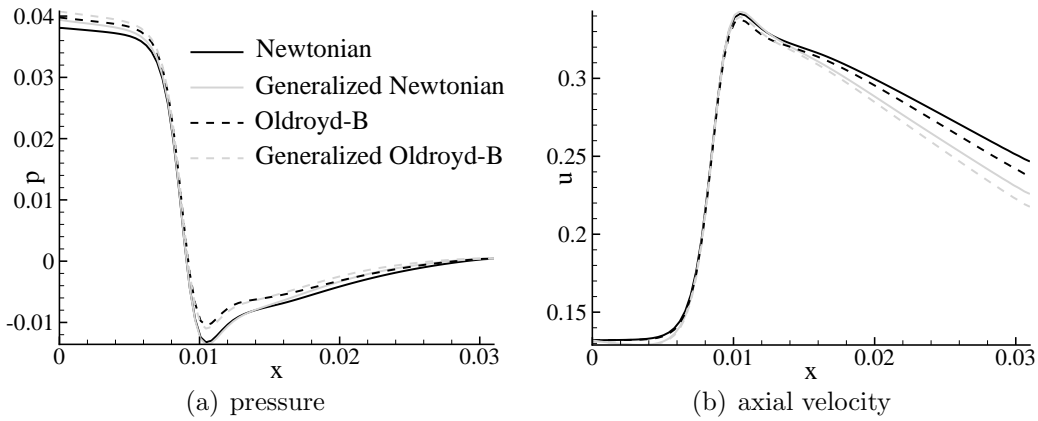 0.04
0.03
0.02
0.01
0
-0.01
p
0
0.01
0.02
0.03
x
Newtonian
Generalized Newtonian
Oldroyd-B
Generalized Oldroyd-B
(a) pressure
0.3
0.25
0.2
0.15
u
0
0.01
0.02
0.03
x
(b) axial velocity